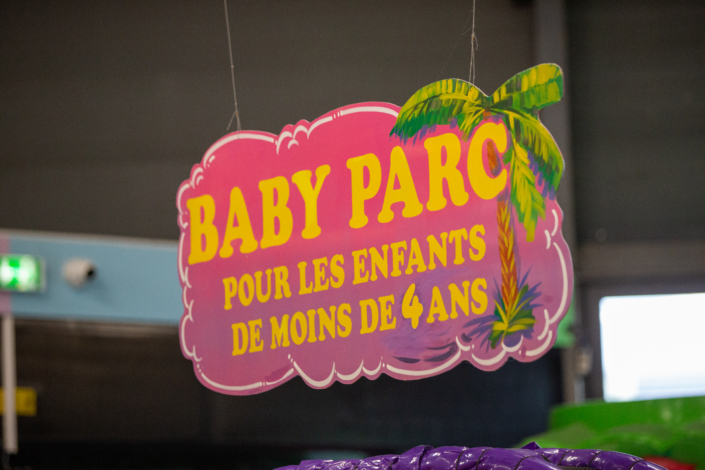 BABY PARC
POUR LES ENFANTS
DE MOINS DE 4 ANS